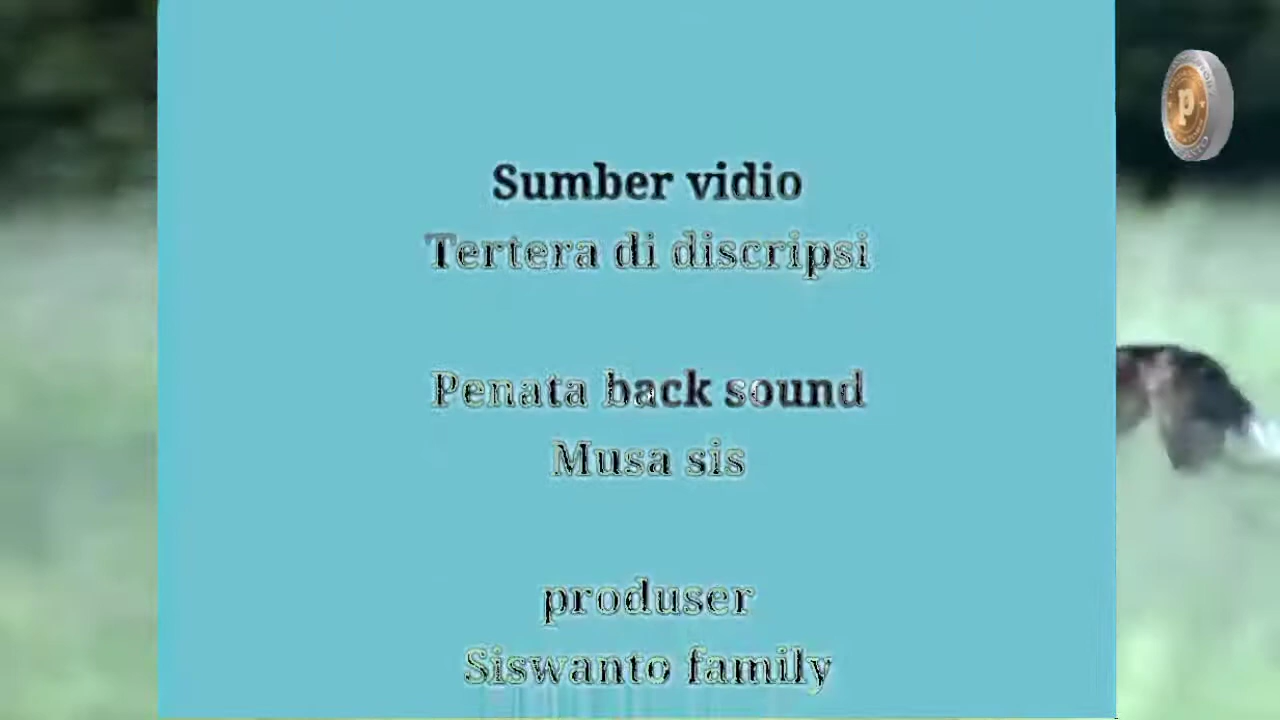 Sumber vidio
Tertera di discripsi
Penata back sound
Musa sis
produser
Siswanto family
P